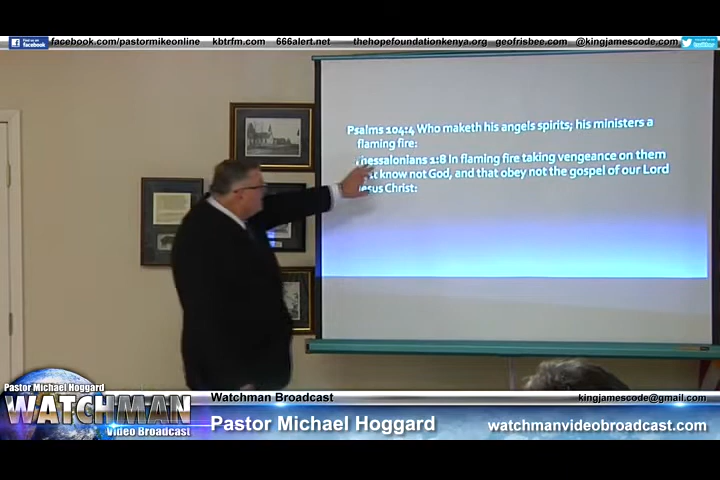 facebook.com/pastormikeonline kbtrfm.com 666alert.net thehopefoundationkenya.org geofrisbee.com @kingjamescode
Psalms 104:4 Who maketh his angels spirits; his ministers a
flaming fire:
hessalonians 1:8 In flaming fire taking vengeance on them
know not God, and that obey not the gospel of our Lord
esus Christ:
Pastor Michael Hoggard
WATCHMAN
Video Broadcast
Watchman Broadcast
kingjamescode@gmail.com
Pastor Michael Hoggard
watchmanvideobroadcast.com